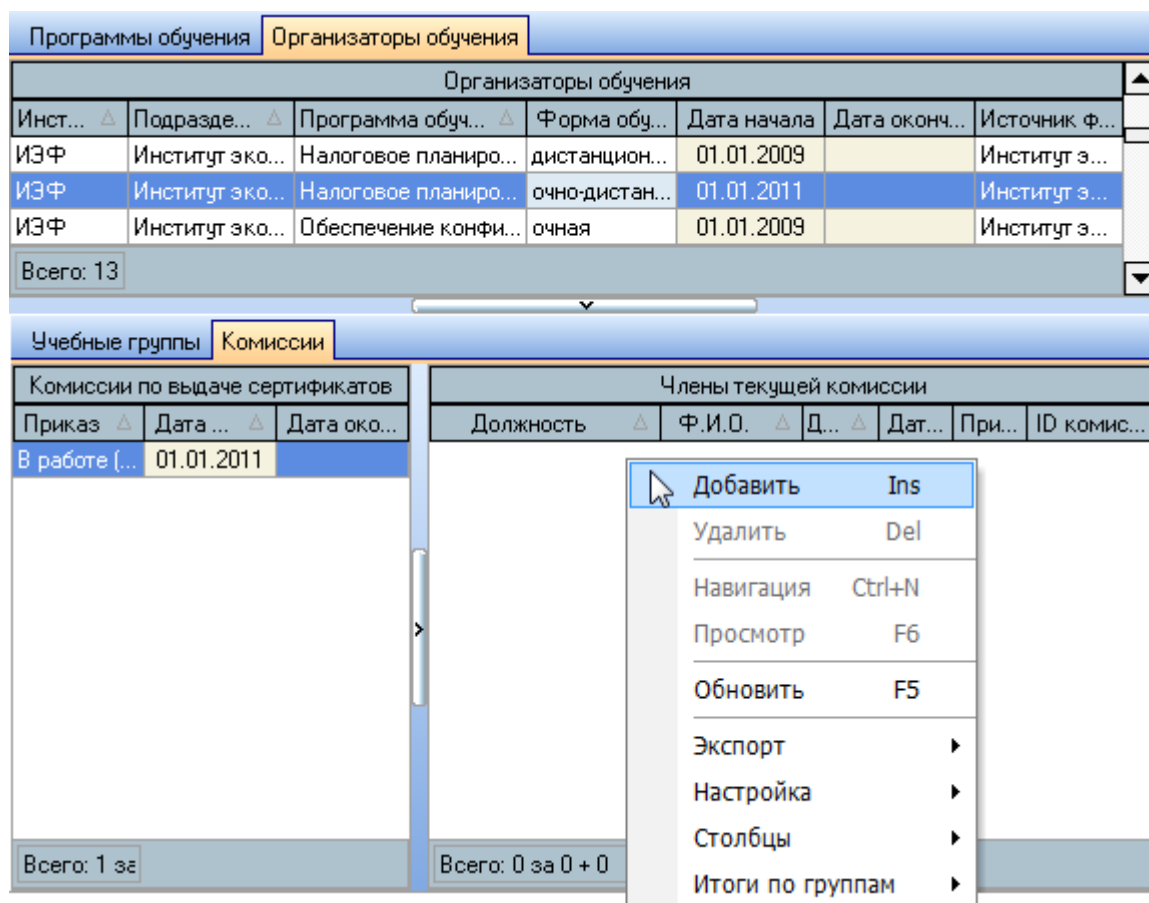 Программы обучения Организаторы обучения
Организаторы обучения
Инст... Подразде... Программа обуч... Форма обу... Дата начала Дата оконч... Источник ф...
ИЭФ Институт эко... Налоговое планиро... дистанцион... 01.01.2009 Институт э...
ИЭФ Институт эко... Налоговое планиро... очно-дистан... 01.01.2011 Институт э...
ИЭФ Институт эко... Обеспечение конфи... очная 01.01.2009 Институт э...
Всего: 13
Учебные группы Комиссии
Комиссии по выдаче сертификатов Члены текущей комиссии
Приказ Дата ... Дата око... Должность Ф.И.О. Д... Дат... При... ID комис...
В работе (... 01.01.2011
Добавить Ins
Удалить Del
Навигация Ctrl+N
Просмотр F6
Обновить F5
Экспорт
Настройка
Столбцы
Итоги по группам
Всего: 1 за Всего: 0 за 0 + 0